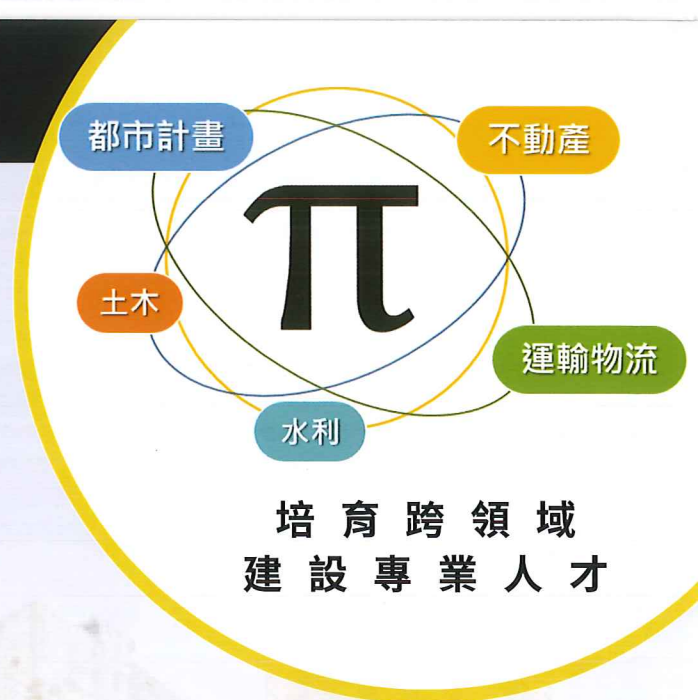 都市計畫
不動產
π
土木
運輸物流
水利
培育跨領域
建設專業人才